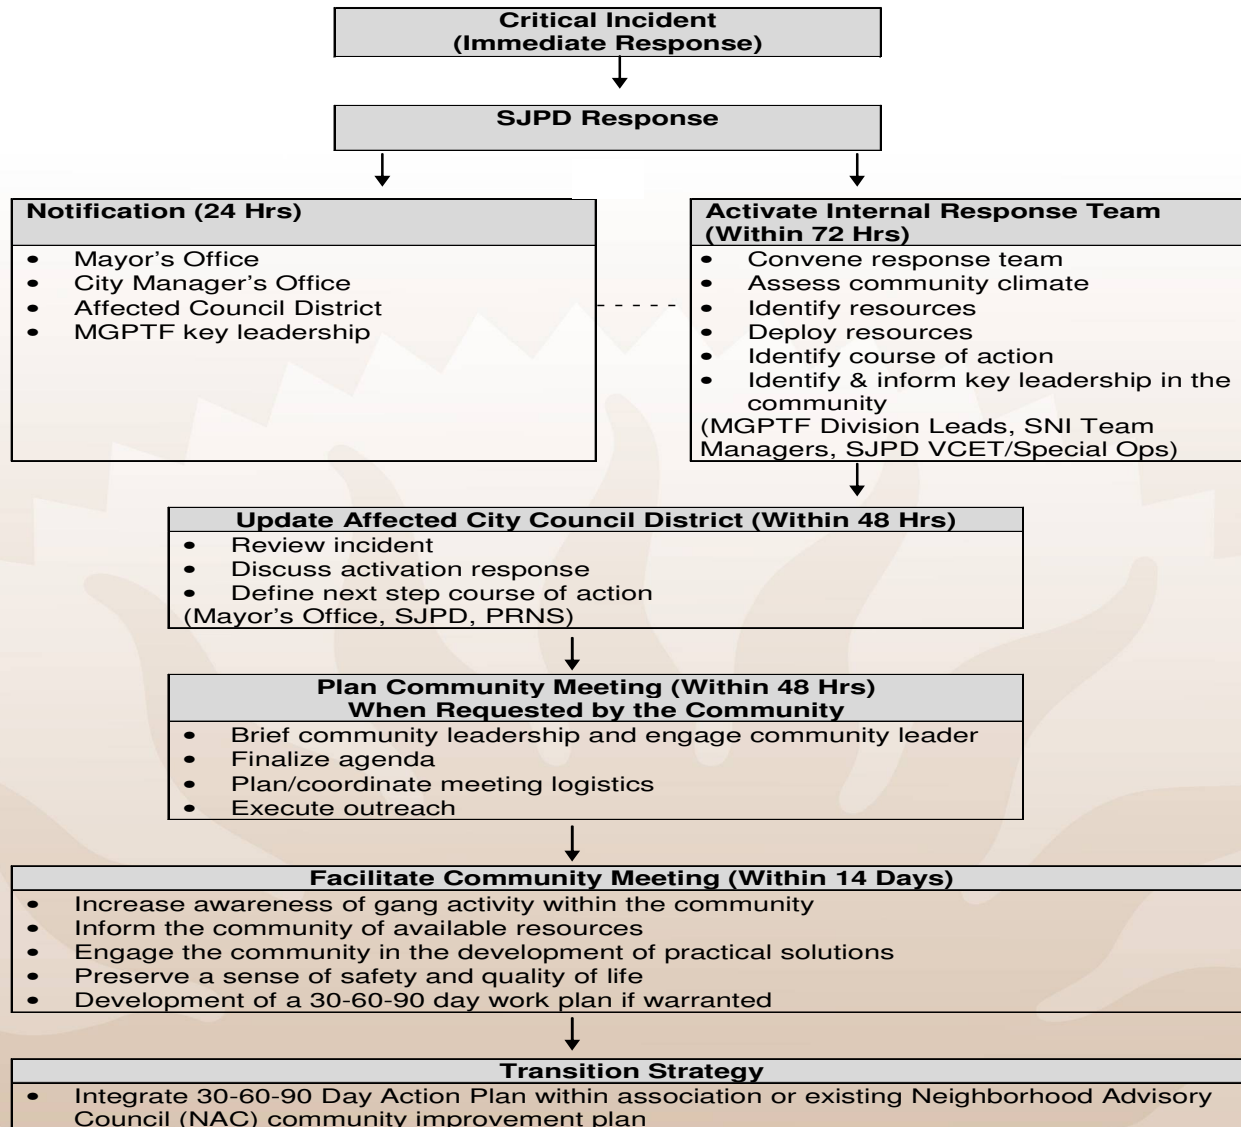 Critical Incident
(Immediate Response)
SJPD Response
Notification (24 Hrs)
• Mayor's Office
• City Manager's Office
• Affected Council District
• MGPTF key leadership
Activate Internal Response Team
(Within 72 Hrs)
• Convene response team
• Assess community climate
• Identify resources
• Deploy resources
• Identify course of action
• Identify & inform key leadership in the
community
(MGPTF Division Leads, SNI Team
Managers, SJPD VCET/Special Ops)
Update Affected City Council District (Within 48 Hrs)
• Review incident
• Discuss activation response
• Define next step course of action
(Mayor's Office, SJPD, PRNS)
Plan Community Meeting (Within 48 Hrs)
When Requested by the Community
• Brief community leadership and engage community leader
• Finalize agenda
• Plan/coordinate meeting logistics
• Execute outreach
Facilitate Community Meeting (Within 14 Days)
• Increase awareness of gang activity within the community
• Inform the community of available resources
• Engage the community in the development of practical solutions
• Preserve a sense of safety and quality of life
• Development of a 30-60-90 day work plan if warranted
Transition Strategy
• Integrate 30-60-90 Day Action Plan within association or existing Neighborhood Advisory
Council (NAC) community improvement plan